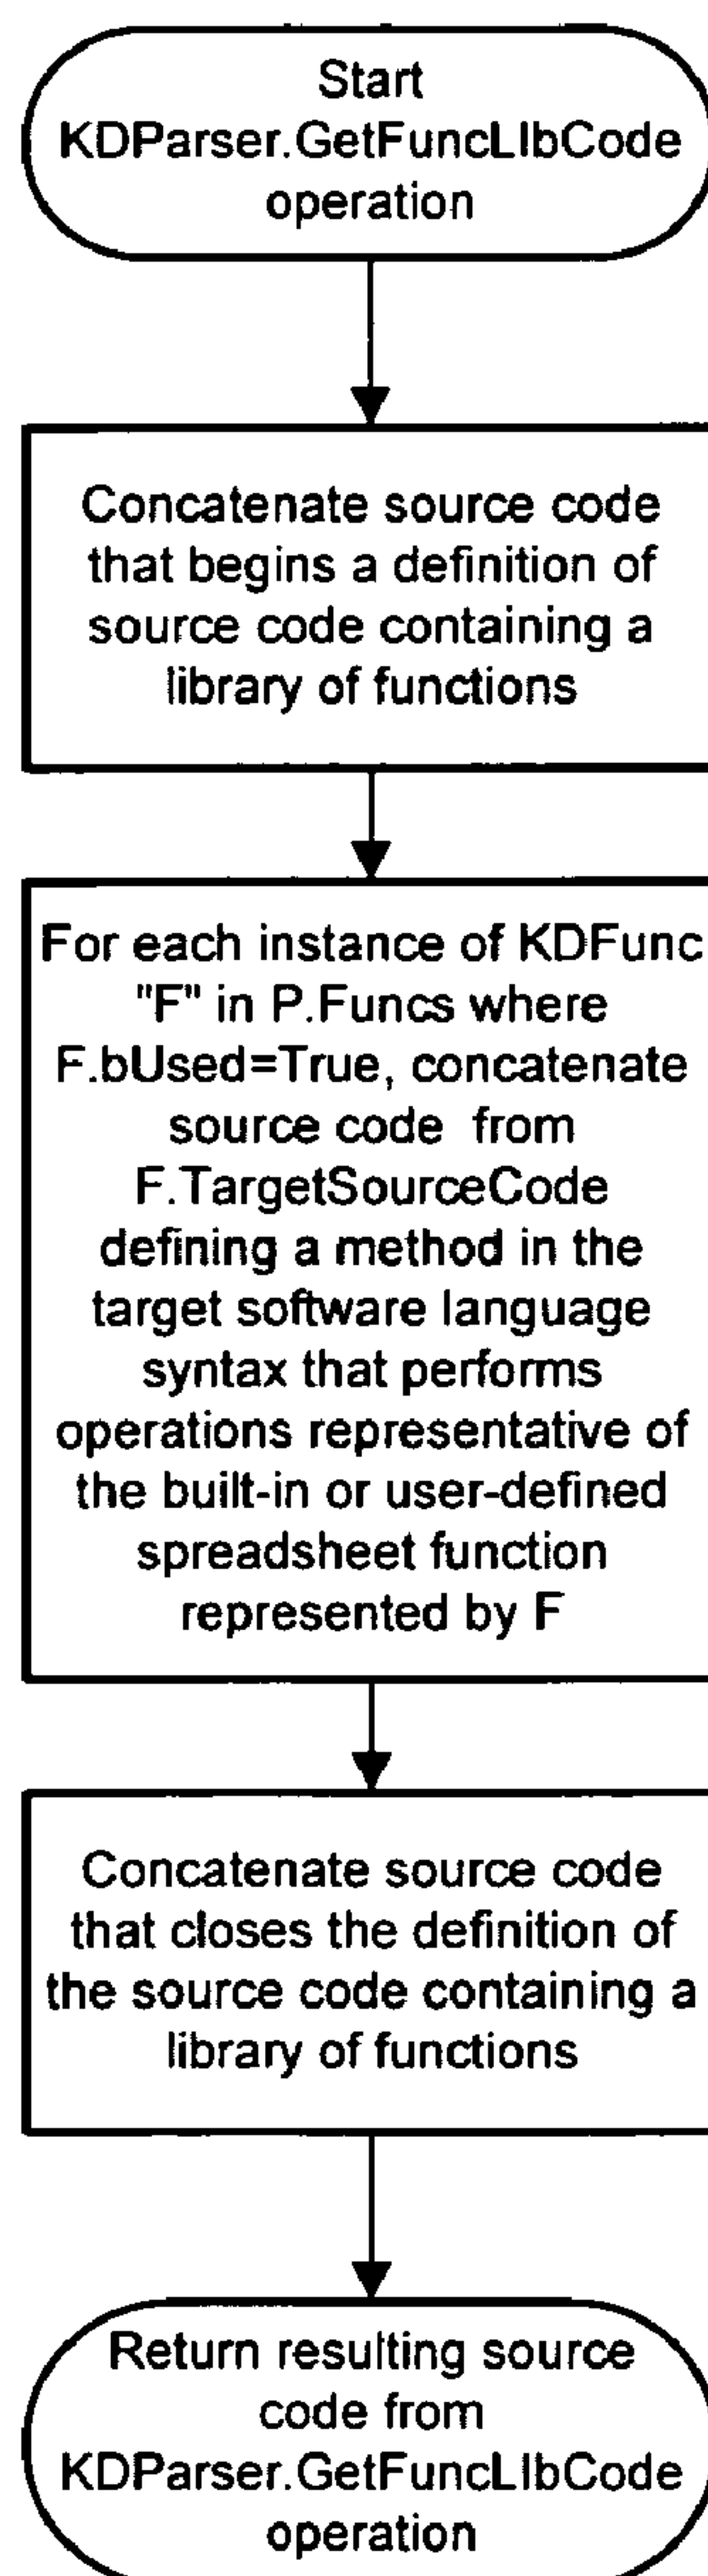 Start
KDParser.GetFuncLIbCode
operation
Concatenate source code
that begins a definition of
source code containing a
library of functions
For each instance of KDFunc
"F" in P.Funcs where
F.bUsed=True, concatenate
source code from
F.TargetSourceCode
defining a method in the
target software language
syntax that performs
operations representative of
the built-in or user-defined
spreadsheet function
represented by F
Concatenate source code
that closes the definition of
the source code containing a
library of functions
Return resulting source
code from
KDParser.GetFuncLIbCode
operation